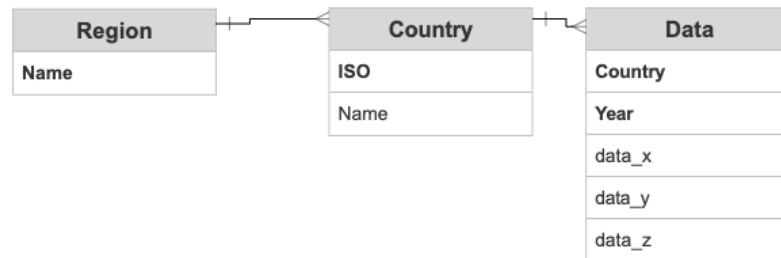 Region
Name
Country
ISO
Name
Data
Country
Year
data_x
data_y
data_z